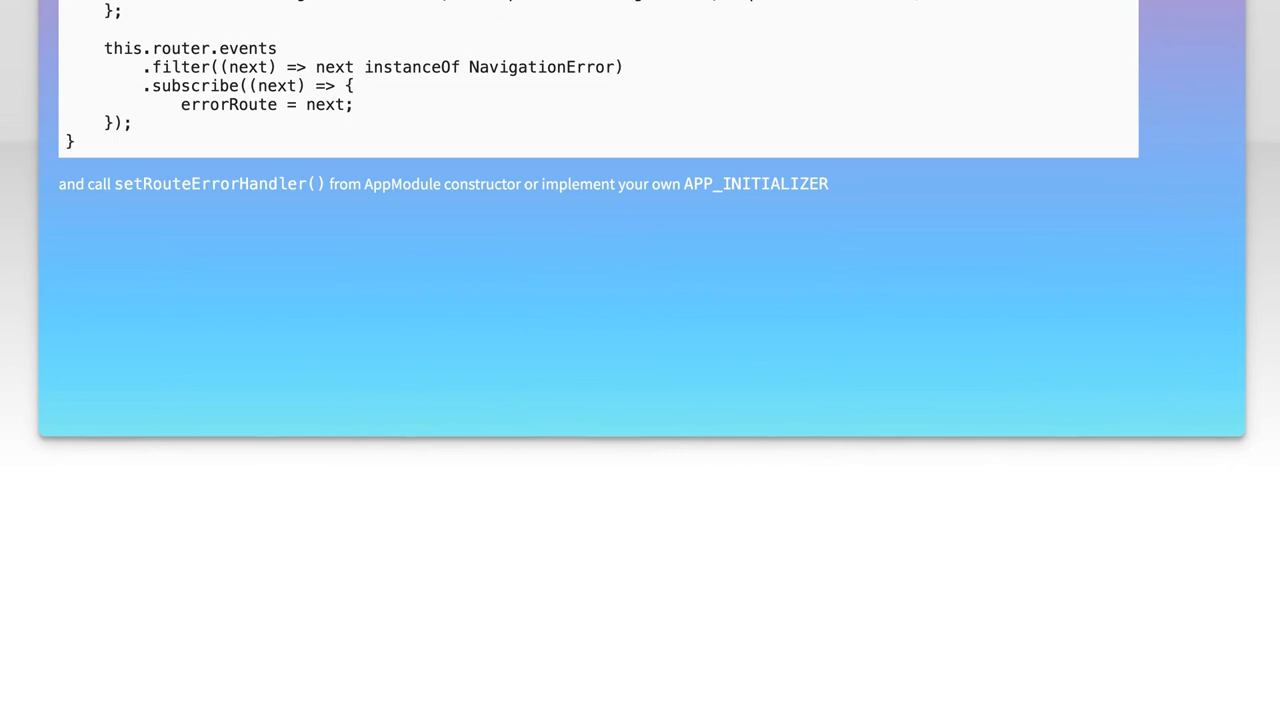 };
this.router.events
.filter((next) => next instanceOf NavigationError)
.subscribe((next) => {
errorRoute = next;
});
}
and call setRouteErrorHandler() from AppModule constructor or implement your own APP_INITIALIZER